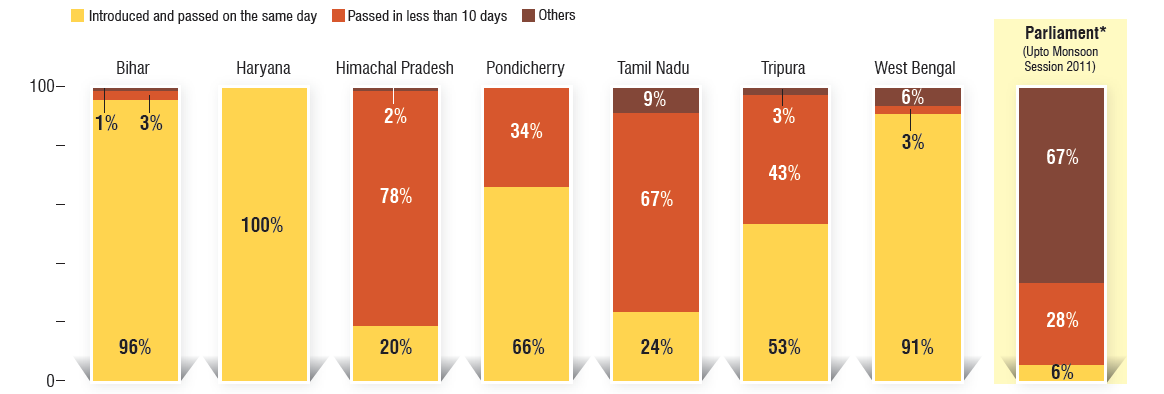 Introduced and passed on the same day
Passed in less than 10 days
Others
Parliament*
(Upto Monsoon
Session 2011)
Bihar
Haryana
Himachal Pradesh
Pondicherry
Tamil Nadu
Tripura
West Bengal
100
0
1%
3%
96%
100%
2%
78%
20%
34%
66%
9%
67%
24%
3%
43%
53%
6%
3%
91%
67%
28%
6%